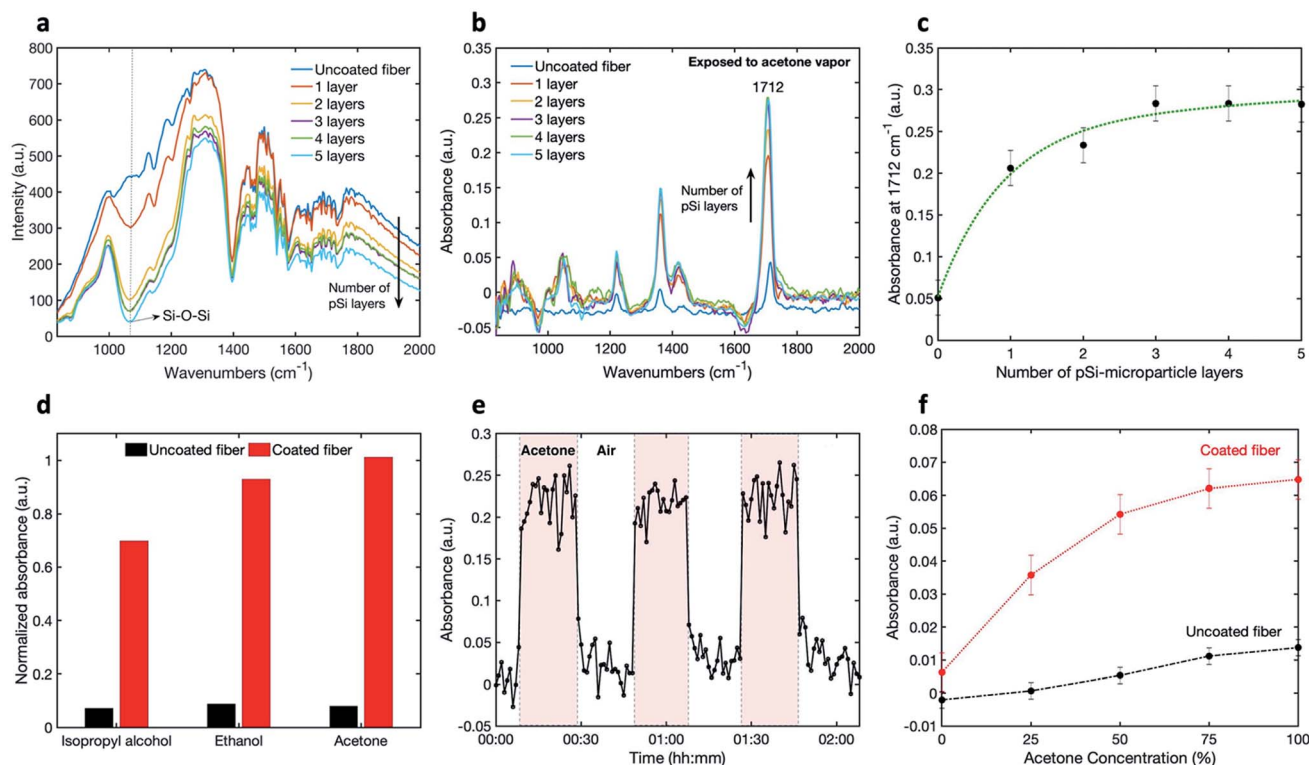 a
800
700
600
500
400
300
200
100
0
Intensity (a.u.)
1000 1200 1400 1600 1800 2000
Wavenumbers (cm⁻¹)
Uncoated fiber
1 layer
2 layers
3 layers
4 layers
5 layers
Number of
pSi layers
Si-O-Si
b
0.35
0.3
0.25
0.2
0.15
0.1
0.05
0
-0.05
Absorbance (a.u.)
1000 1200 1400 1600 1800 2000
Wavenumbers (cm⁻¹)
Uncoated fiber
1 layer
2 layers
3 layers
4 layers
5 layers
Exposed to acetone vapor
1712
Number of
pSi layers
c
0.35
0.3
0.25
0.2
0.15
0.1
0.05
0
Absorbance at 1712 cm⁻¹ (a.u.)
0 1 2 3 4 5
Number of pSi-microparticle layers
d
Uncoated fiber Coated fiber
1
0.8
0.6
0.4
0.2
0
Normalized absorbance (a.u.)
Isopropyl alcohol Ethanol Acetone
e
0.3
0.25
0.2
0.15
0.1
0.05
0
-0.05
Absorbance (a.u.)
Acetone Air
00:00 00:30 01:00 01:30 02:00
Time (hh:mm)
f
0.08
0.07
0.06
0.05
0.04
0.03
0.02
0.01
0
-0.01
Absorbance (a.u.)
Coated fiber
Uncoated fiber
0 25 50 75 100
Acetone Concentration (%)